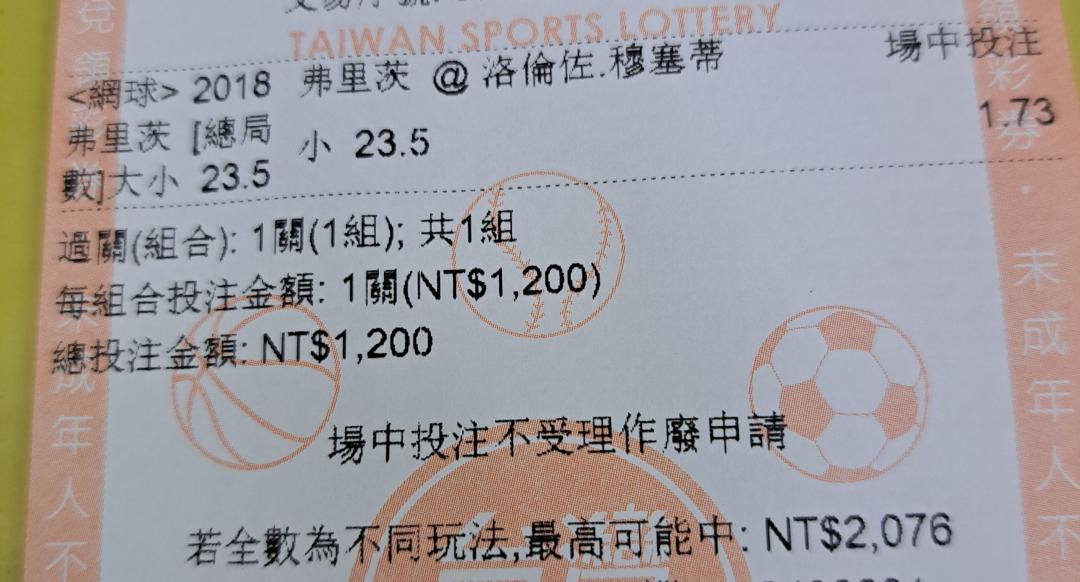 TAIWAN SPORTS LOTTERY
場中投注
<網球> 2018 弗里茨 @ 洛倫佐.穆塞蒂
弗里茨 [總局 小 23.5 1.73
數]大小 23.5
過關(組合): 1關(1組); 共1組
每組合投注金額: 1關(NT$1,200)
總投注金額: NT$1,200
場中投注不受理作廢申請
若全數為不同玩法,最高可能中: NT$2,076
未成年人不